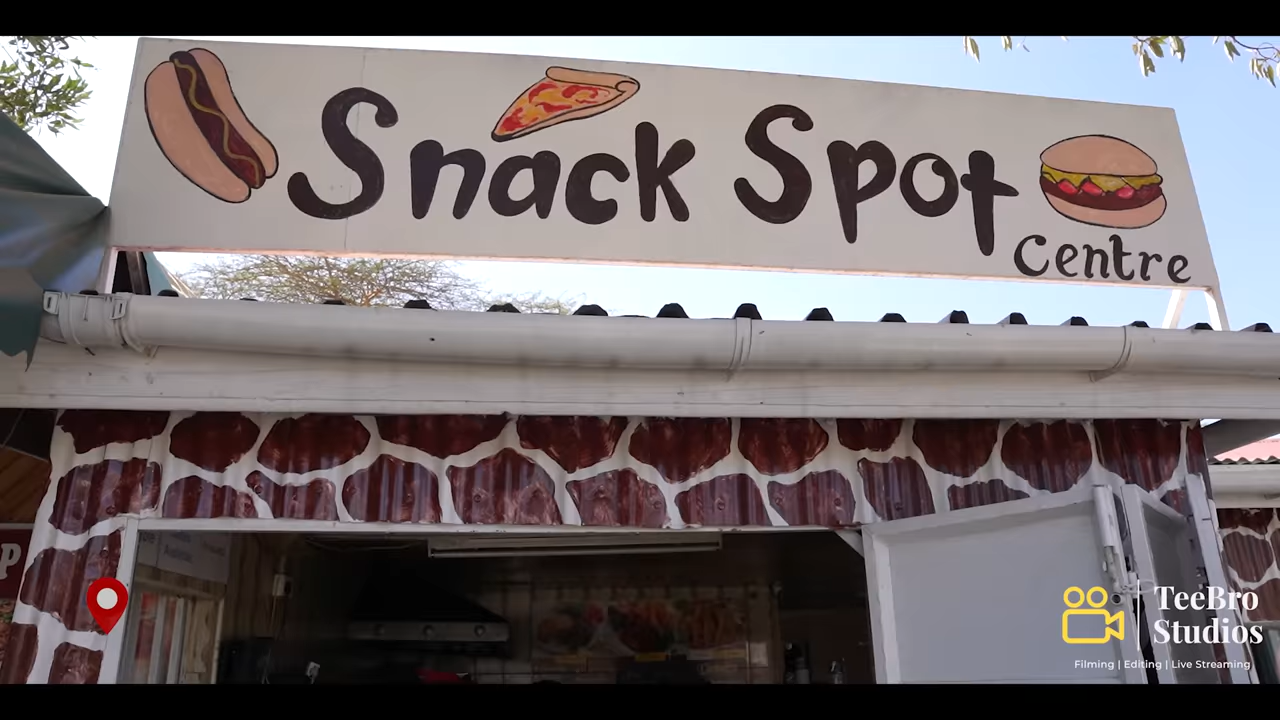 Snack Spot
Centre
P
TeeBro
Studios
Filming | Editing | Live Streaming